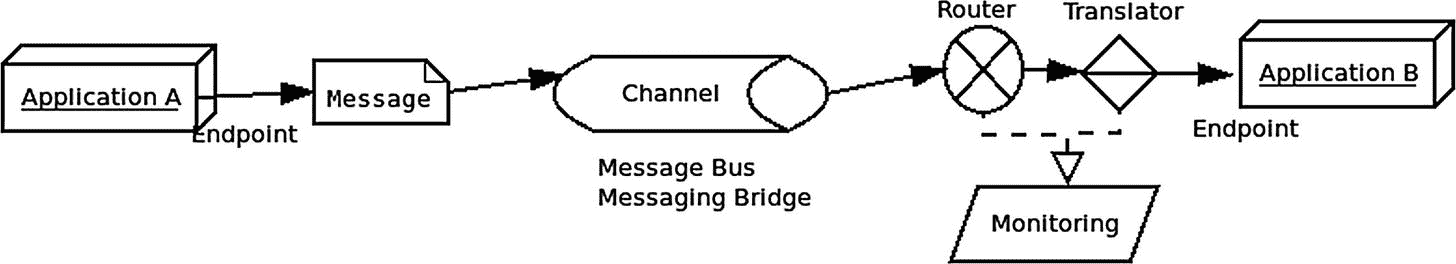 Router
Translator
Application A
Message
Channel
Application B
Endpoint
Endpoint
Message Bus
Messaging Bridge
Monitoring